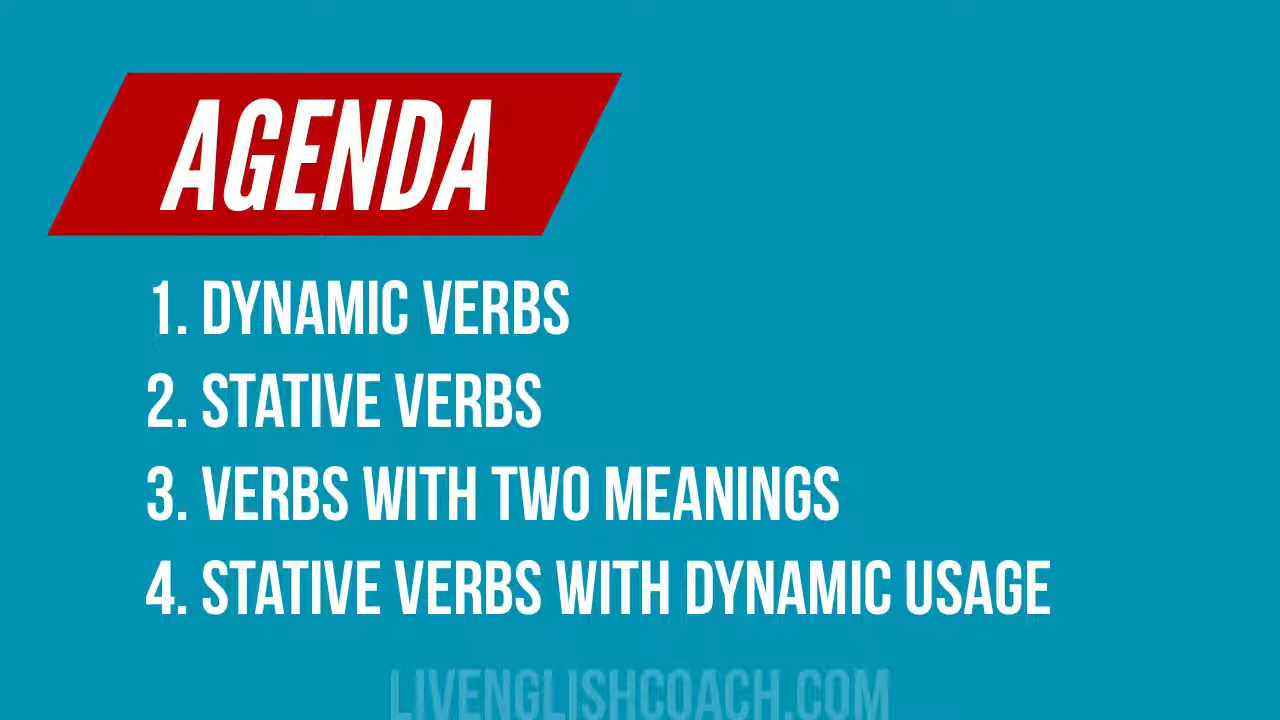 AGENDA
1. DYNAMIC VERBS
2. STATIVE VERBS
3. VERBS WITH TWO MEANINGS
4. STATIVE VERBS WITH DYNAMIC USAGE
LIVENGLISHCOACH.COM